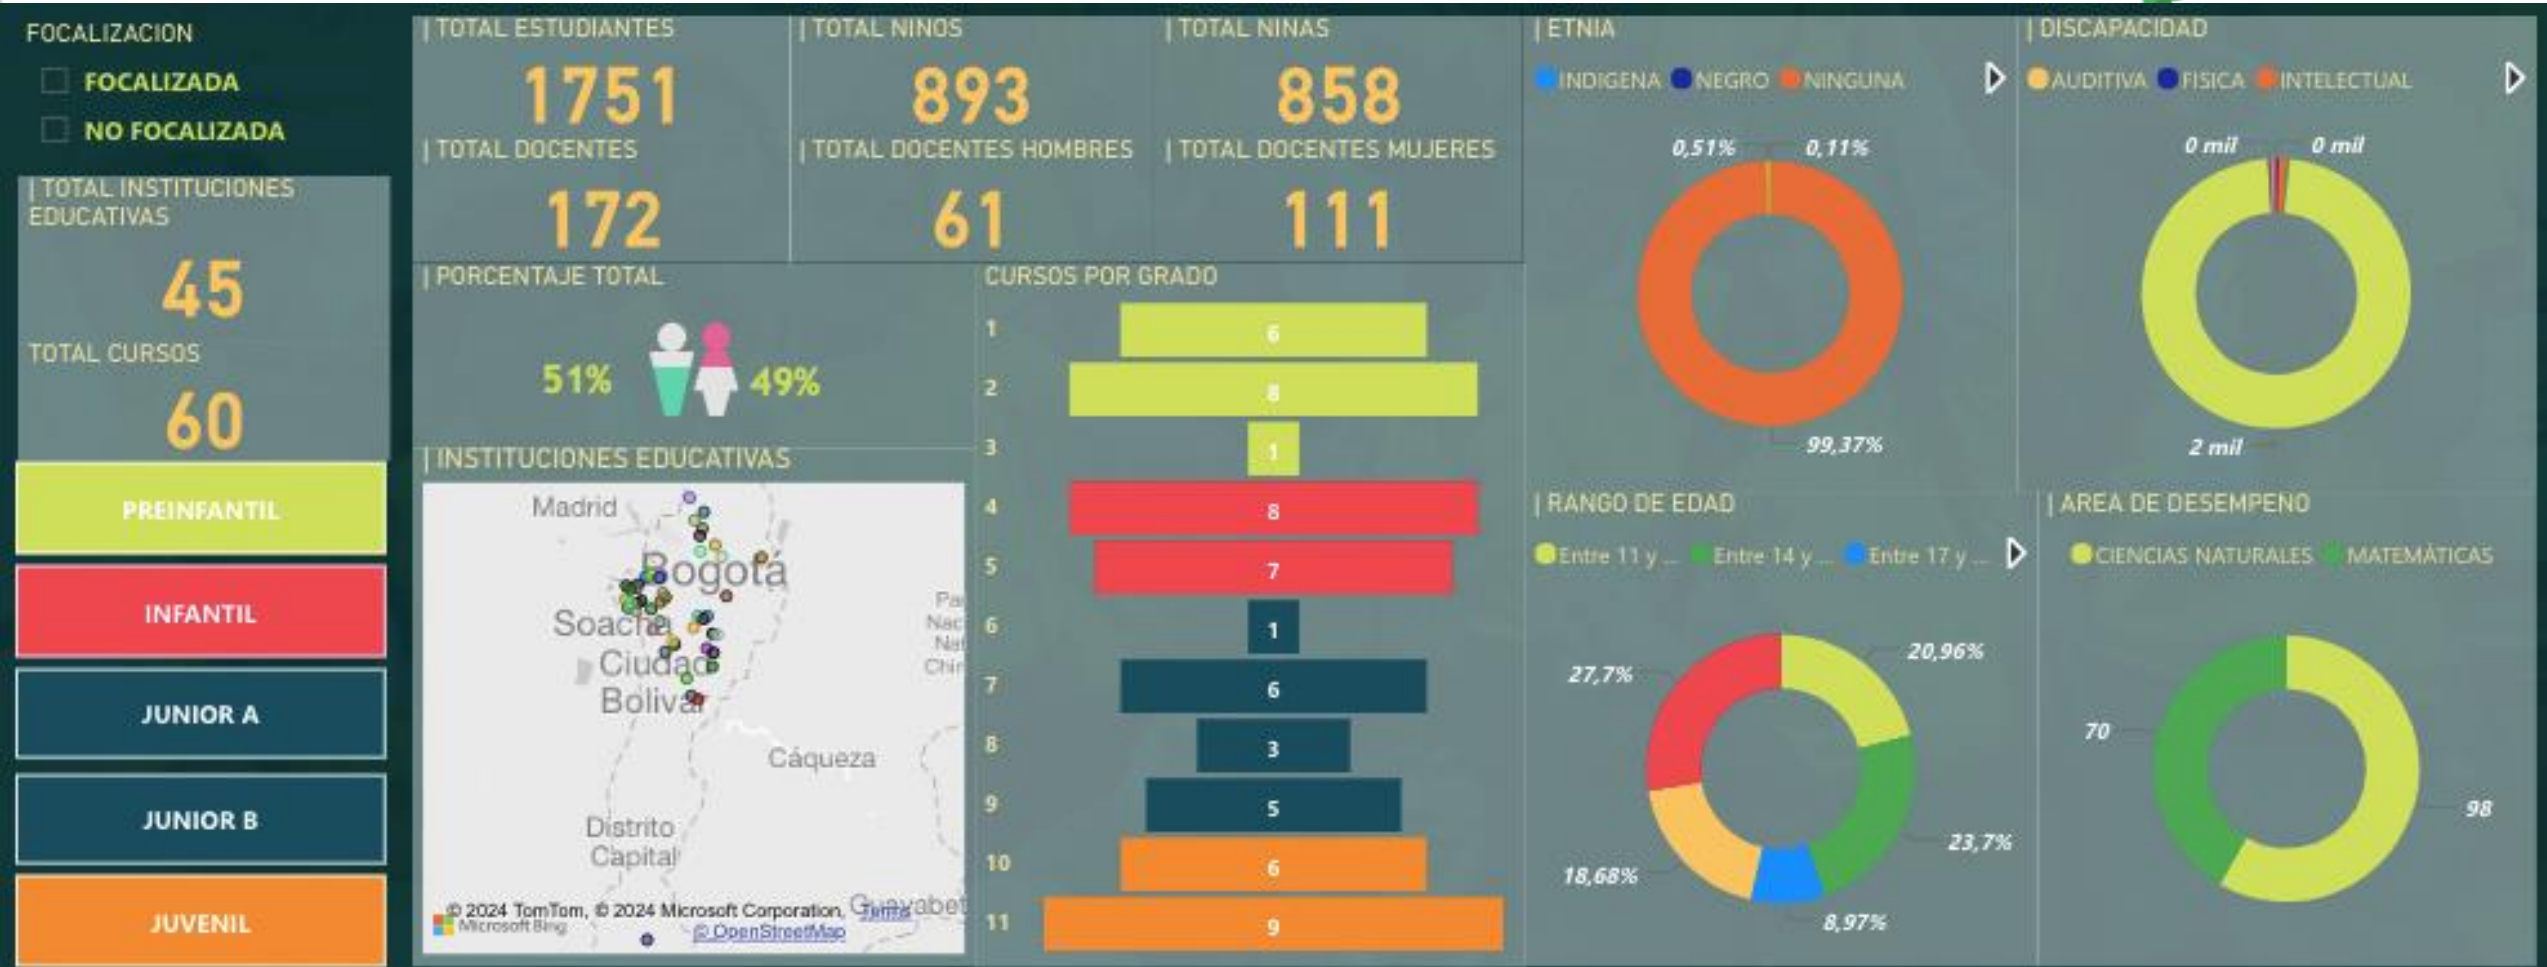 FOCALIZACION
FOCALIZADA
NO FOCALIZADA
| TOTAL INSTITUCIONES
EDUCATIVAS
45
TOTAL CURSOS
60
PREINFANTIL
INFANTIL
JUNIOR A
JUNIOR B
JUVENIL
| TOTAL ESTUDIANTES
1751
| TOTAL NINOS
893
| TOTAL NINAS
858
| TOTAL DOCENTES
172
| TOTAL DOCENTES HOMBRES
61
| TOTAL DOCENTES MUJERES
111
| PORCENTAJE TOTAL
51%
49%
| INSTITUCIONES EDUCATIVAS
Madrid
Bogotá
Soacha
Ciudad
Bolívar
Cáqueza
Distrito
Capital
© 2024 TomTom, © 2024 Microsoft Corporation, Terms
Microsoft Bing
© OpenStreetMap
CURSOS POR GRADO
1 6
2 8
3 1
4 8
5 7
6 1
7 6
8 3
9 5
10 6
11 9
| ETNIA
INDIGENA NEGRO NINGUNA
0,51%
0,11%
99,37%
| DISCAPACIDAD
AUDITIVA FISICA INTELECTUAL
0 mil
0 mil
2 mil
| RANGO DE EDAD
Entre 11 y ... Entre 14 y ... Entre 17 y ...
27,7%
20,96%
18,68%
23,7%
8,97%
| AREA DE DESEMPENO
CIENCIAS NATURALES MATEMÁTICAS
70
98